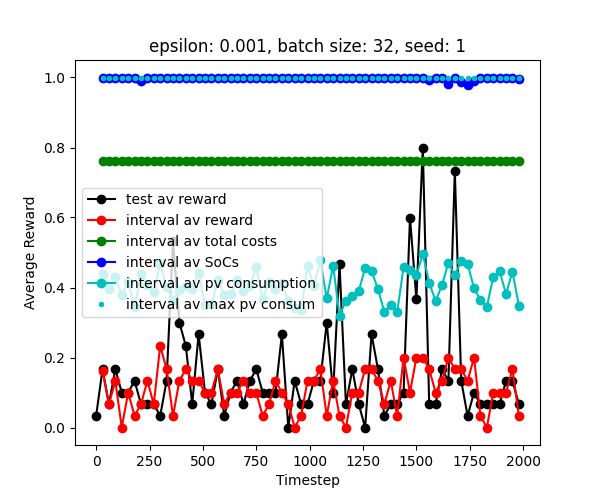 epsilon: 0.001, batch size: 32, seed: 1
1.0
0.8
0.6
0.4
0.2
0.0
Average Reward
test av reward
interval av reward
interval av total costs
interval av SoCs
interval av pv consumption
interval av max pv consum
0 250 500 750 1000 1250 1500 1750 2000
Timestep